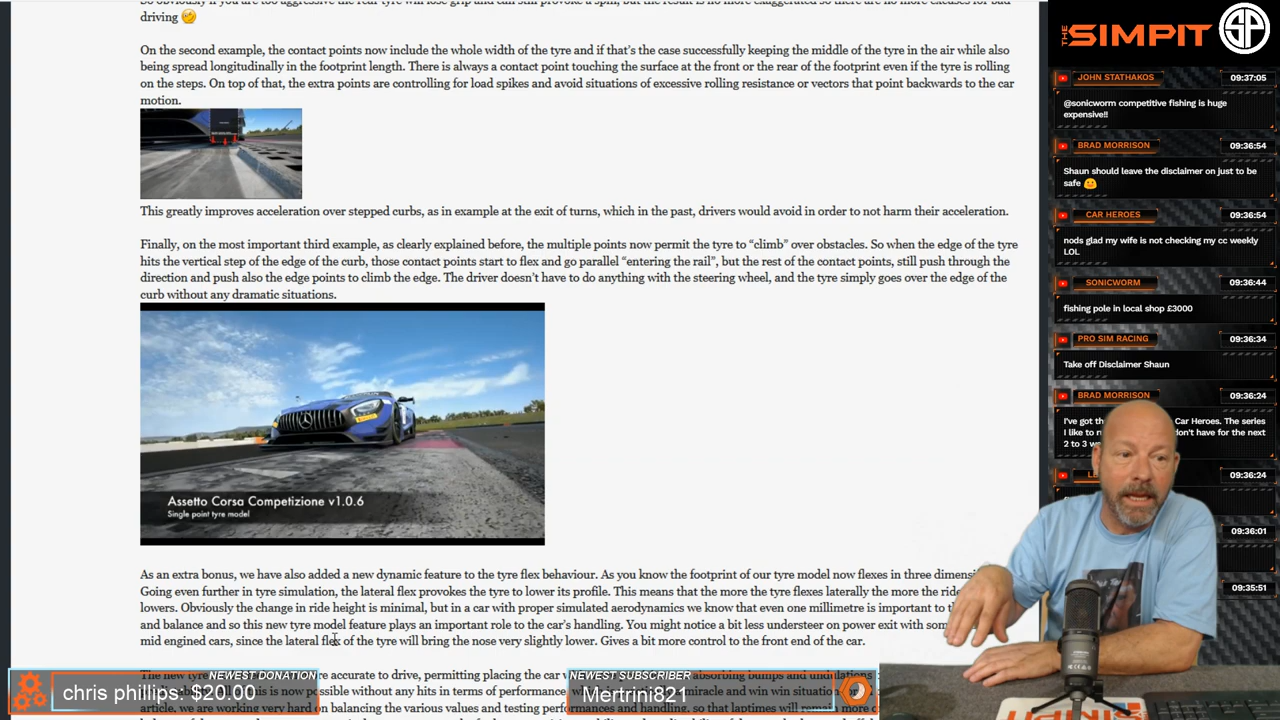 So obviously if you are too aggressive the rear tyre will lose grip and can still provoke a spin, but the result is no more exaggerated so there are no more excuses for bad
driving
On the second example, the contact points now include the whole width of the tyre and if that's the case successfully keeping the middle of the tyre in the air while also
being spread longitudinally in the footprint length. There is always a contact point touching the surface at the front or the rear of the footprint even if the tyre is rolling
on the steps. On top of that, the extra points are controlling for load spikes and avoid situations of excessive rolling resistance or vectors that point backwards to the car
motion.
This greatly improves acceleration over stepped curbs, as in example at the exit of turns, which in the past, drivers would avoid in order to not harm their acceleration.
Finally, on the most important third example, as clearly explained before, the multiple points now permit the tyre to "climb" over obstacles. So when the edge of the tyre
hits the vertical step of the edge of the curb, those contact points start to flex and go parallel "entering the rail", but the rest of the contact points, still push through the
direction and push also the edge points to climb the edge. The driver doesn't have to do anything with the steering wheel, and the tyre simply goes over the edge of the
curb without any dramatic situations.
Assetto Corsa Competizione v1.0.6
Single point tyre model
As an extra bonus, we have also added a new dynamic feature to the tyre flex behaviour. As you know the footprint of our tyre model now flexes in three dimensi
Going even further in tyre simulation, the lateral flex provokes the tyre to lower its profile. This means that the more the tyre flexes laterally the more the ride
lowers. Obviously the change in ride height is minimal, but in a car with proper simulated aerodynamics we know that even one millimetre is important to t
and balance and so this new tyre model feature plays an important role to the car's handling. You might notice a bit less understeer on power exit with som
mid engined cars, since the lateral flex of the tyre will bring the nose very slightly lower. Gives a bit more control to the front end of the car.
The new tyre re accurate to drive, permitting placing the car absorbing bumps and undulations
is now possible without any hits in terms of performance miracle and win win situation
article, we are working very hard on balancing the various values and testing performances and handling, so that laptimes will remain more
NEWEST DONATION
chris phillips: $20.00
NEWEST SUBSCRIBER
Mertrini821
THE SIMPIT
SP
JOHN STATHAKOS 09:37:05
@sonicworm competitive fishing is huge
expensive!!
BRAD MORRISON 09:36:54
Shaun should leave the disclaimer on just to be
safe
CAR HEROES 09:36:54
nods glad my wife is not checking my cc weekly
LOL
SONICWORM 09:36:44
fishing pole in local shop £3000
PRO SIM RACING 09:36:34
Take off Disclaimer Shaun
BRAD MORRISON 09:36:24
I've got th Car Heroes. The series
I like to r don't have for the next
2 to 3 w
09:36:24
09:36:01
09:35:51